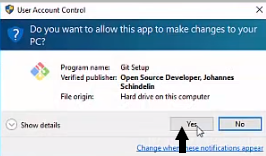 User Account Control
Do you want to allow this app to make changes to your
PC?
Program name: Git Setup
Verified publisher: Open Source Developer, Johannes
Schindelin
File origin: Hard drive on this computer
Show details
Yes
No
Change when these notifications appear